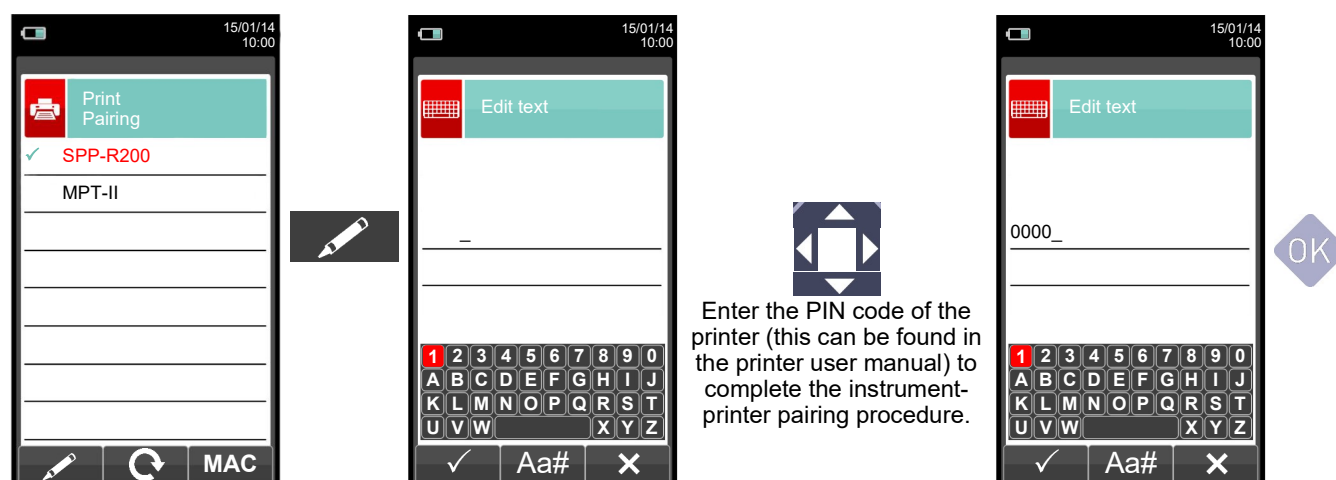 15/01/14
10:00
Print
Pairing
✓ SPP-R200
MPT-II
MAC
15/01/14
10:00
Edit text
_
1 2 3 4 5 6 7 8 9 0
A B C D E F G H I J
K L M N O P Q R S T
U V W X Y Z
✓ Aa# ✕
Enter the PIN code of the
printer (this can be found in
the printer user manual) to
complete the instrument-
printer pairing procedure.
15/01/14
10:00
Edit text
0000_
1 2 3 4 5 6 7 8 9 0
A B C D E F G H I J
K L M N O P Q R S T
U V W X Y Z
✓ Aa# ✕
OK